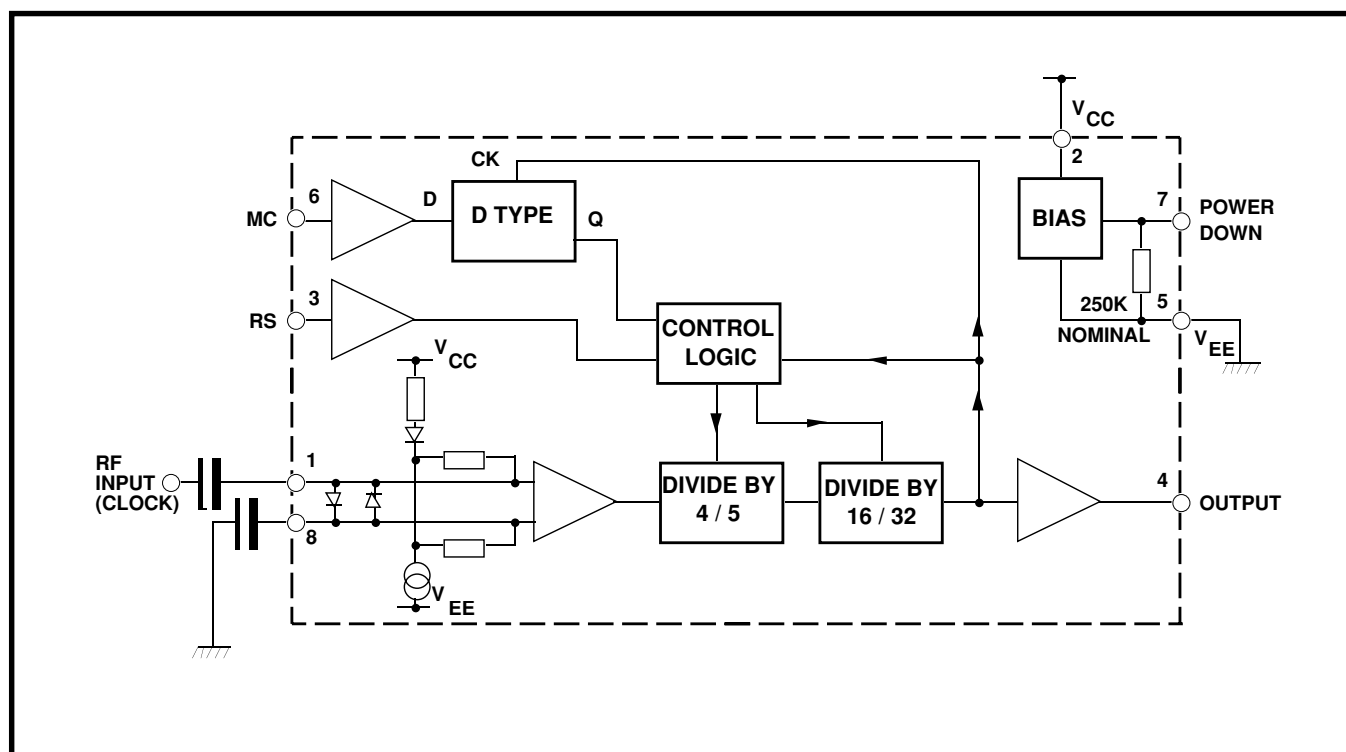 V
CC
CK
2
6
D
D TYPE
Q
BIAS
7
POWER
DOWN
MC
250K
5
NOMINAL
V
EE
3
RS
CONTROL
LOGIC
V
CC
RF
INPUT
(CLOCK)
1
8
DIVIDE BY
4 / 5
DIVIDE BY
16 / 32
4
OUTPUT
V
EE